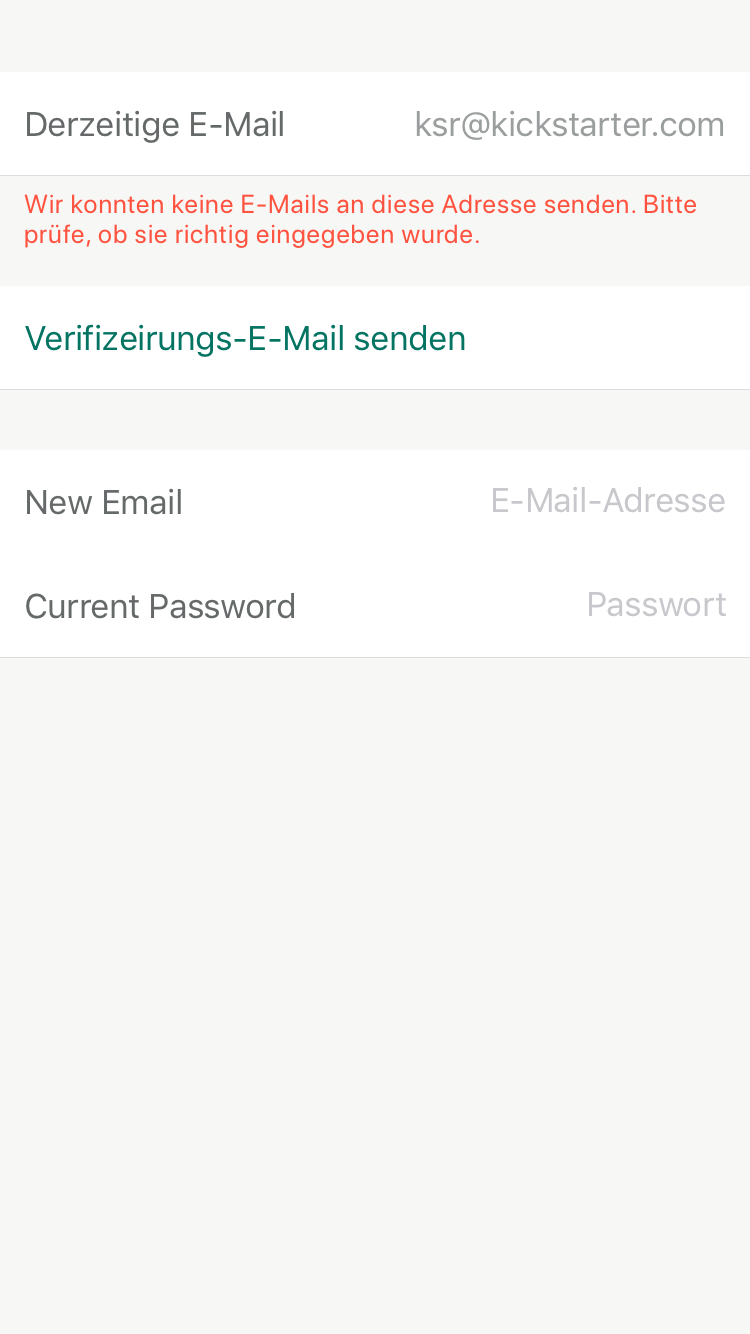 Derzeitige E-Mail ksr@kickstarter.com
Wir konnten keine E-Mails an diese Adresse senden. Bitte
prüfe, ob sie richtig eingegeben wurde.
Verifizeirungs-E-Mail senden
New Email E-Mail-Adresse
Current Password Passwort